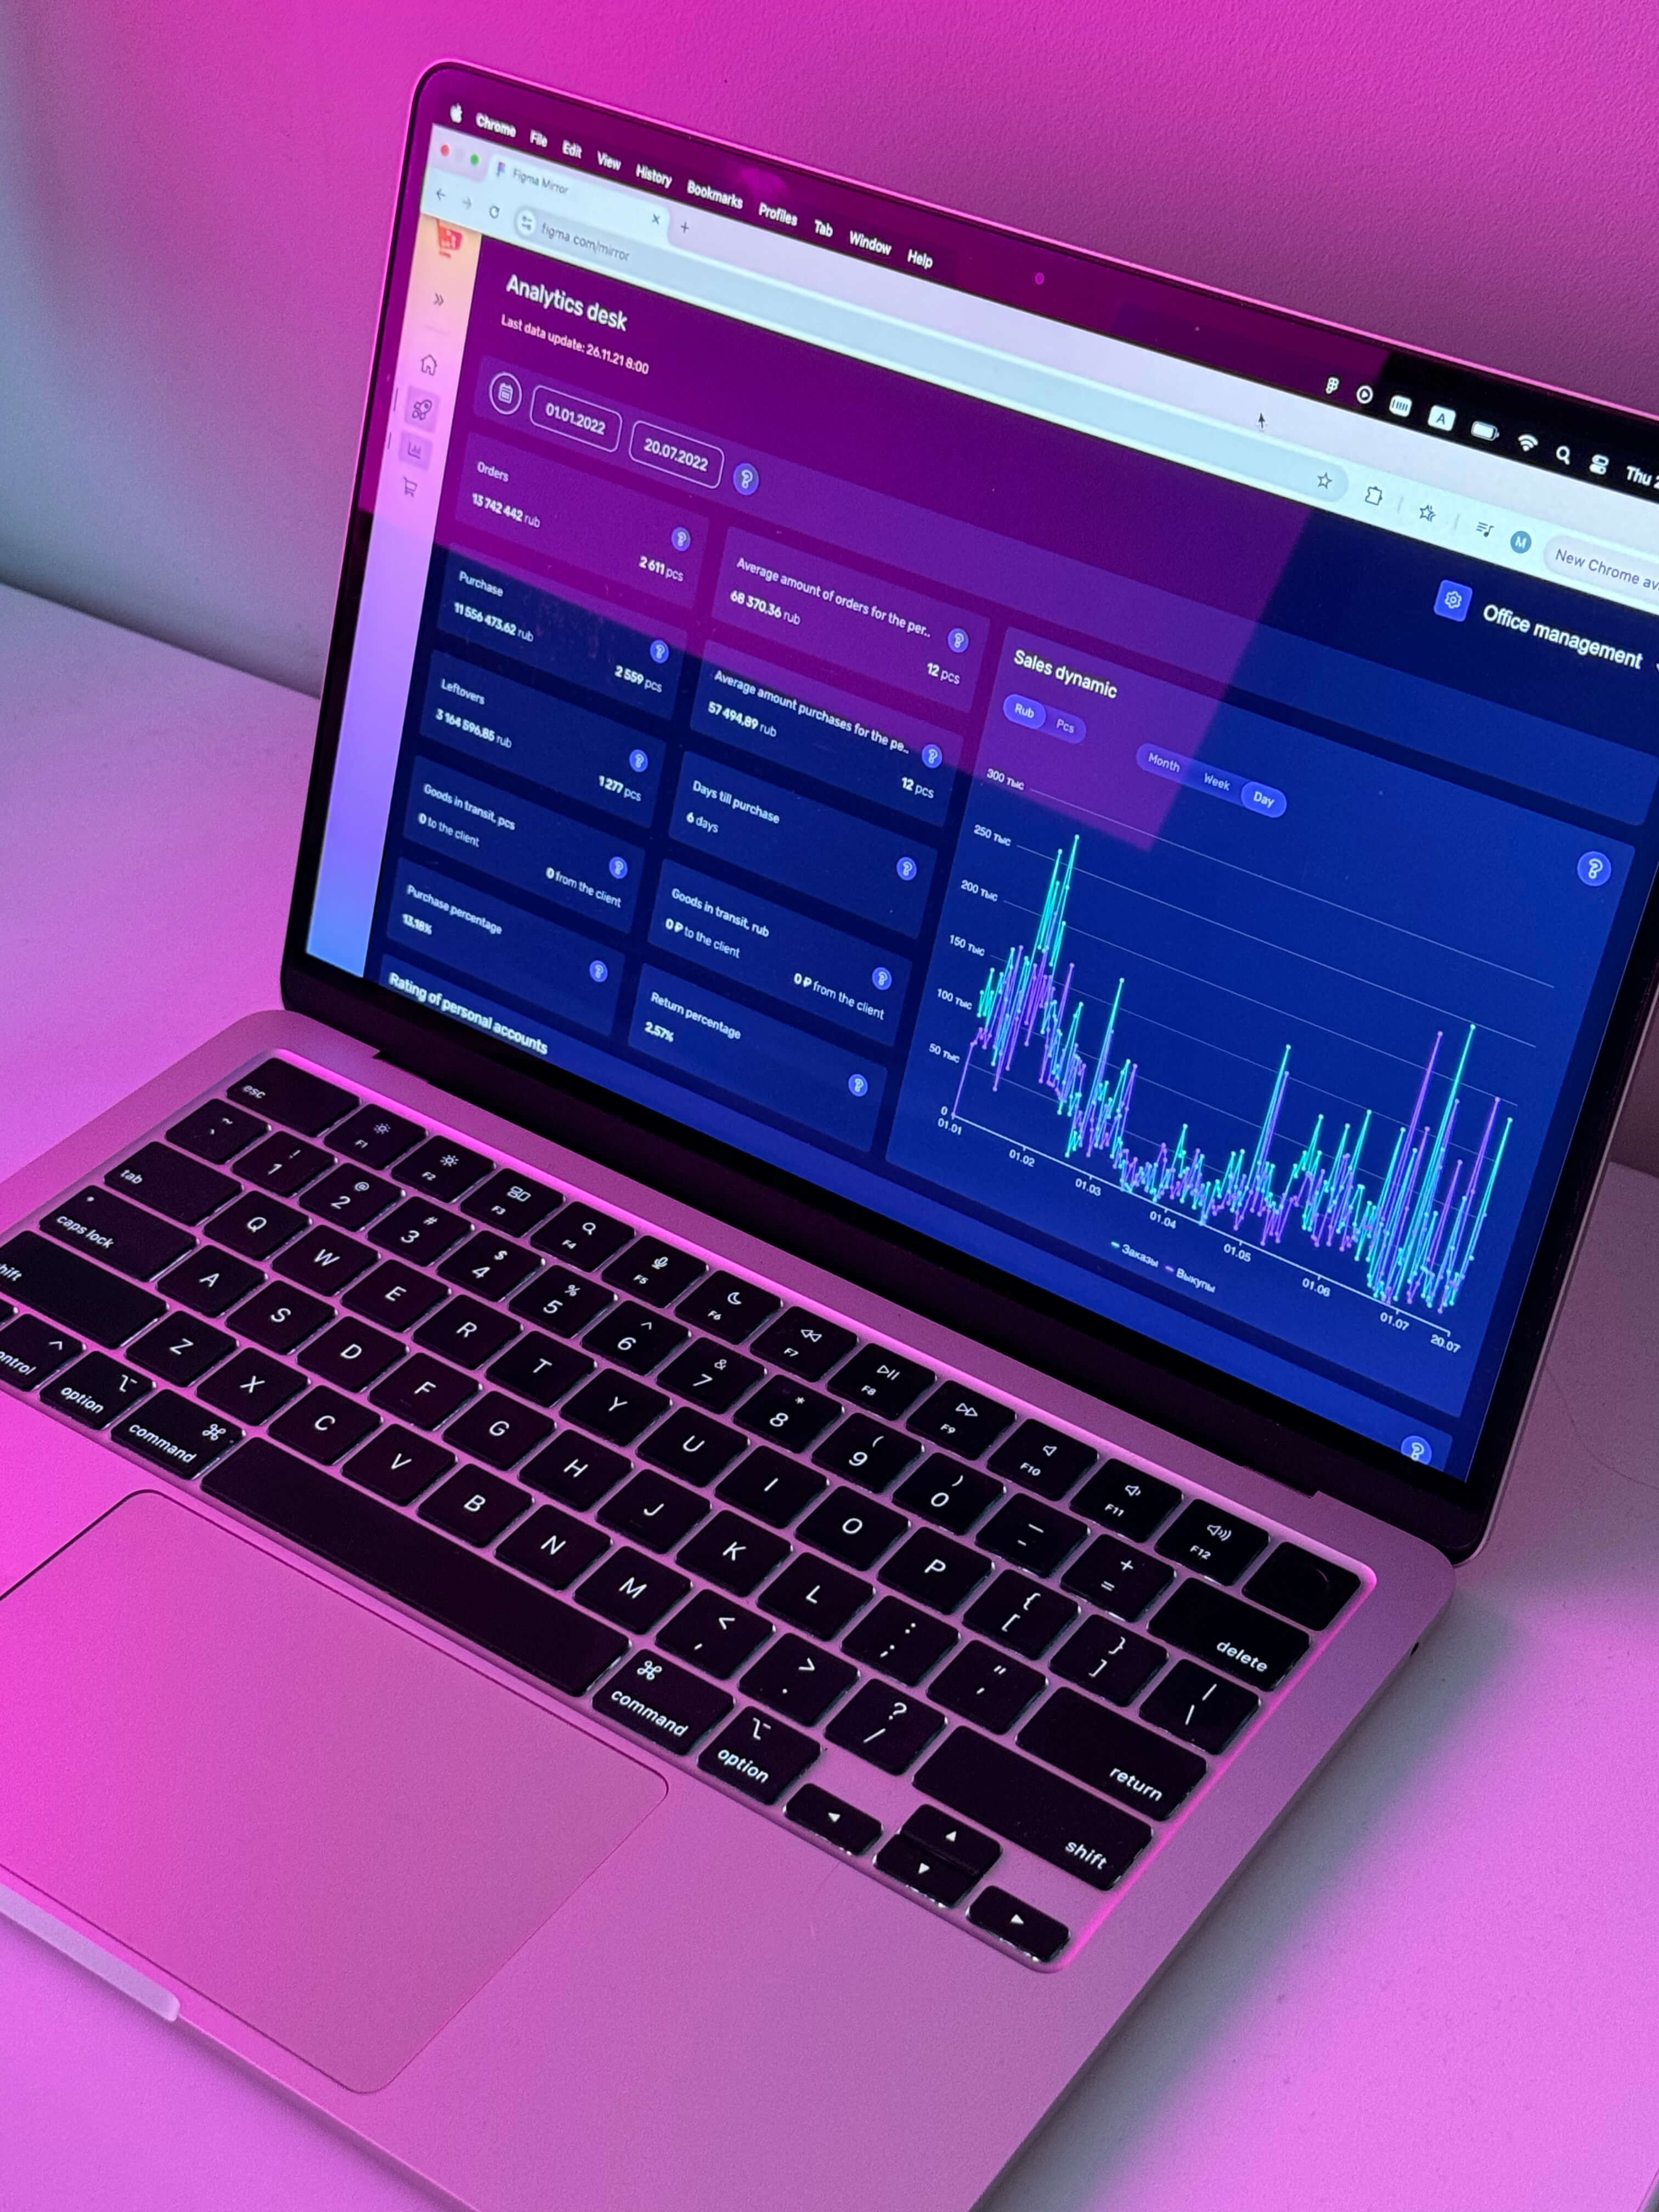 Chrome File Edit View History Bookmarks Profiles Tab Window Help
A
Thu
Figma Mirror
figma.com/mirror
M
New Chrome av
Analytics desk
Last data update: 26.11.21 8:00
Office management
01.01.2022
20.07.2022
?
Orders
13 742 442 rub
?
2 611 pcs
Average amount of orders for the per..
68 370.36 rub
?
12 pcs
Purchase
11 556 473.62 rub
?
2 559 pcs
Average amount purchases for the pe..
57 494.89 rub
?
12 pcs
Leftovers
3 164 596.85 rub
?
1 277 pcs
Days till purchase
6 days
?
Goods in transit, pcs
0 to the client
?
0 from the client
Goods in transit, rub
0 ₽ to the client
?
0 ₽ from the client
Purchase percentage
13.18%
?
Return percentage
2.57%
?
Rating of personal accounts
?
Sales dynamic
Rub Pcs
Month Week Day
?
300 тыс
250 тыс
200 тыс
150 тыс
100 тыс
50 тыс
0
01.01 01.02 01.03 01.04 01.05 01.06 01.07 20.07
Заказы Выкупы
esc F1 F2 F3 F4 F5 F6 F7 F8 F9 F10 F11 F12
~ ! @ # $ % ^ & * ( ) _ +
1 2 3 4 5 6 7 8 9 0 - = delete
tab Q W E R T Y U I O P { [ } ] | \
caps lock A S D F G H J K L : ; " ' return
hift Z X C V B N M < , > . ? / shift
ontrol option command ⌘ ⌘ command option